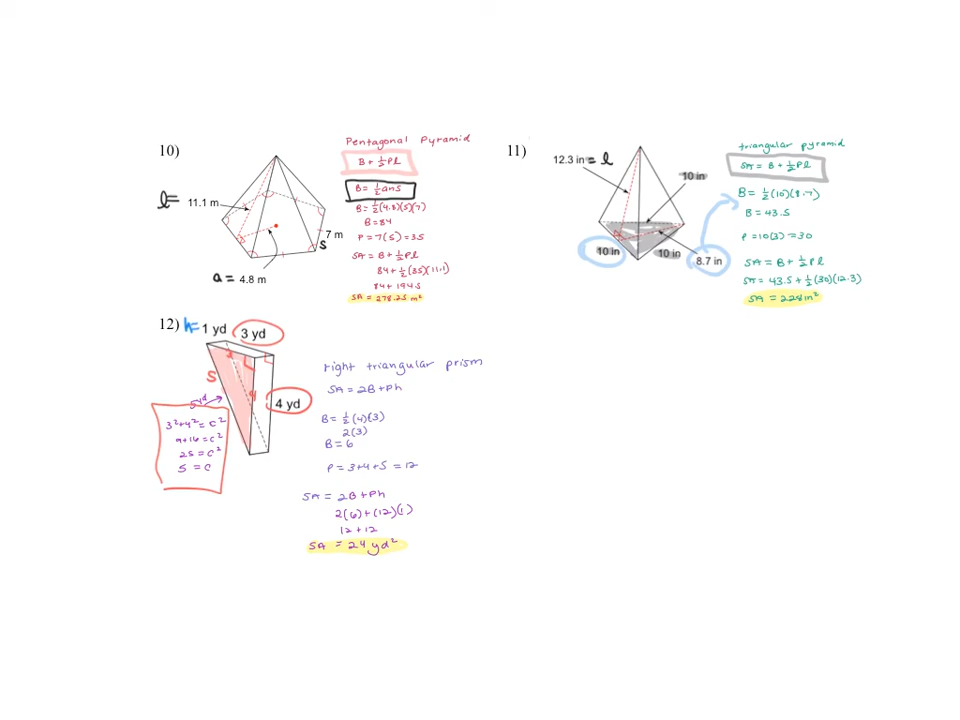 10)
Pentagonal Pyramid
B + ½Pl
l = 11.1 m
B = ½ans
B = ½(4.8)(5)(7)
B = 84
P = 7(5) = 35
7 m
s
SA = B + ½Pl
84 + ½(35)(11.1)
84 + 194.5
SA = 278.25 m²
a = 4.8 m
11)
triangular pyramid
12.3 in = l
SA = B + ½Pl
10 in
B = ½(10)(8.7)
B = 43.5
P = 10(3) = 30
10 in
10 in
8.7 in
SA = B + ½Pl
SA = 43.5 + ½(30)(12.3)
SA = 228 in²
12)
h = 1 yd
3 yd
3
5
4
4 yd
5 yd
3² + 4² = c²
9 + 16 = c²
25 = c²
5 = c
right triangular prism
SA = 2B + Ph
B = ½(4)(3)
2(3)
B = 6
P = 3 + 4 + 5 = 12
SA = 2B + Ph
2(6) + (12)(1)
12 + 12
SA = 24 yd²